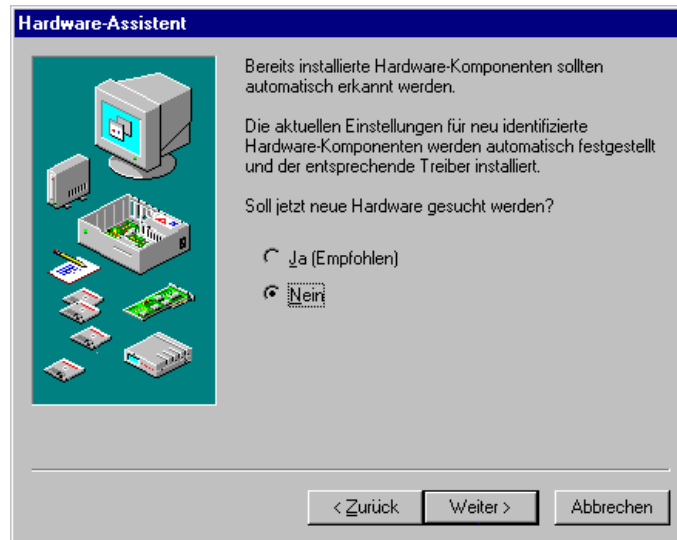 Hardware-Assistent
Bereits installierte Hardware-Komponenten sollten
automatisch erkannt werden.
Die aktuellen Einstellungen für neu identifizierte
Hardware-Komponenten werden automatisch festgestellt
und der entsprechende Treiber installiert.
Soll jetzt neue Hardware gesucht werden?
Ja (Empfohlen)
Nein
< Zurück
Weiter >
Abbrechen